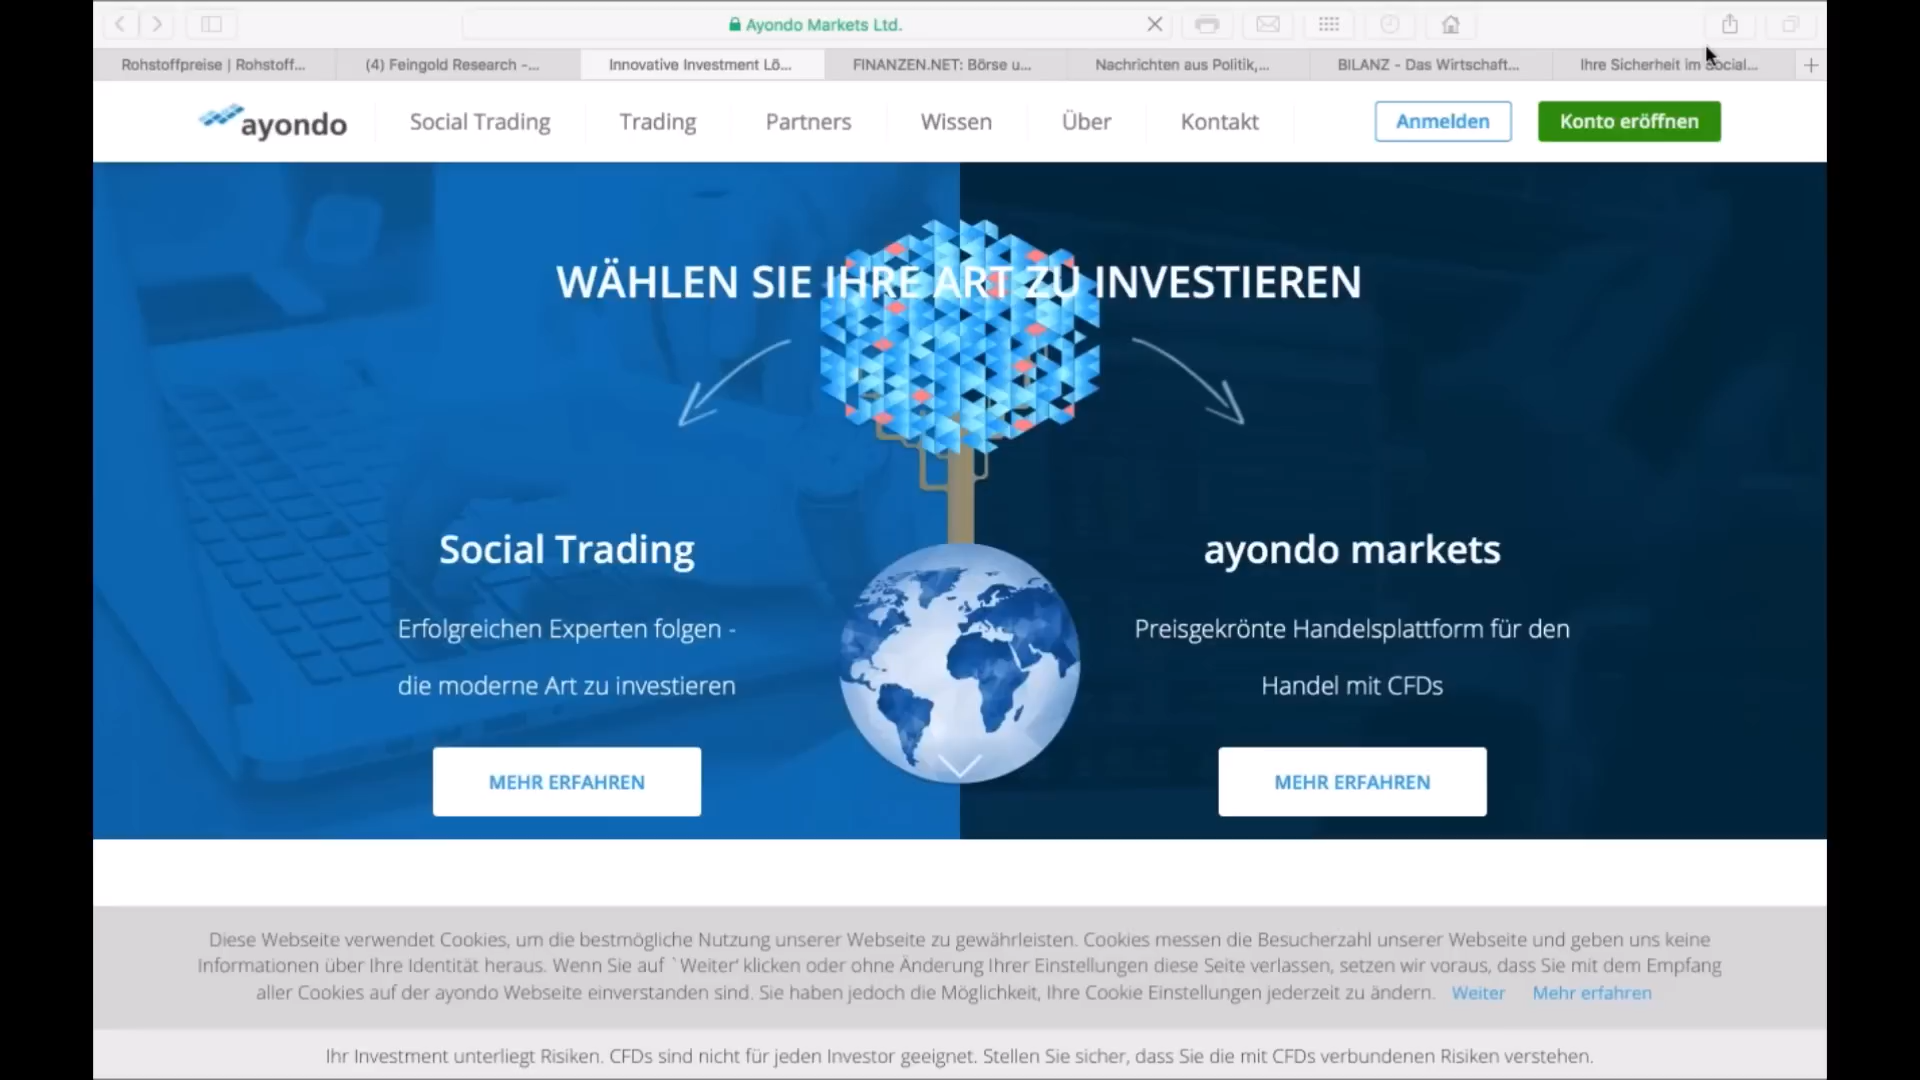 Ayondo Markets Ltd.
Rohstoffpreise | Rohstoff... (4) Feingold Research -... Innovative Investment Lö... FINANZEN.NET: Börse u... Nachrichten aus Politik,... BILANZ - Das Wirtschaft... Ihre Sicherheit im Social...
ayondo Social Trading Trading Partners Wissen Über Kontakt Anmelden Konto eröffnen
WÄHLEN SIE IHRE ART ZU INVESTIEREN
Social Trading
Erfolgreichen Experten folgen -
die moderne Art zu investieren
MEHR ERFAHREN
ayondo markets
Preisgekrönte Handelsplattform für den
Handel mit CFDs
MEHR ERFAHREN
Diese Webseite verwendet Cookies, um die bestmögliche Nutzung unserer Webseite zu gewährleisten. Cookies messen die Besucherzahl unserer Webseite und geben uns keine
Informationen über Ihre Identität heraus. Wenn Sie auf `Weiter' klicken oder ohne Änderung Ihrer Einstellungen diese Seite verlassen, setzen wir voraus, dass Sie mit dem Empfang
aller Cookies auf der ayondo Webseite einverstanden sind. Sie haben jedoch die Möglichkeit, Ihre Cookie Einstellungen jederzeit zu ändern. Weiter Mehr erfahren
Ihr Investment unterliegt Risiken. CFDs sind nicht für jeden Investor geeignet. Stellen Sie sicher, dass Sie die mit CFDs verbundenen Risiken verstehen.